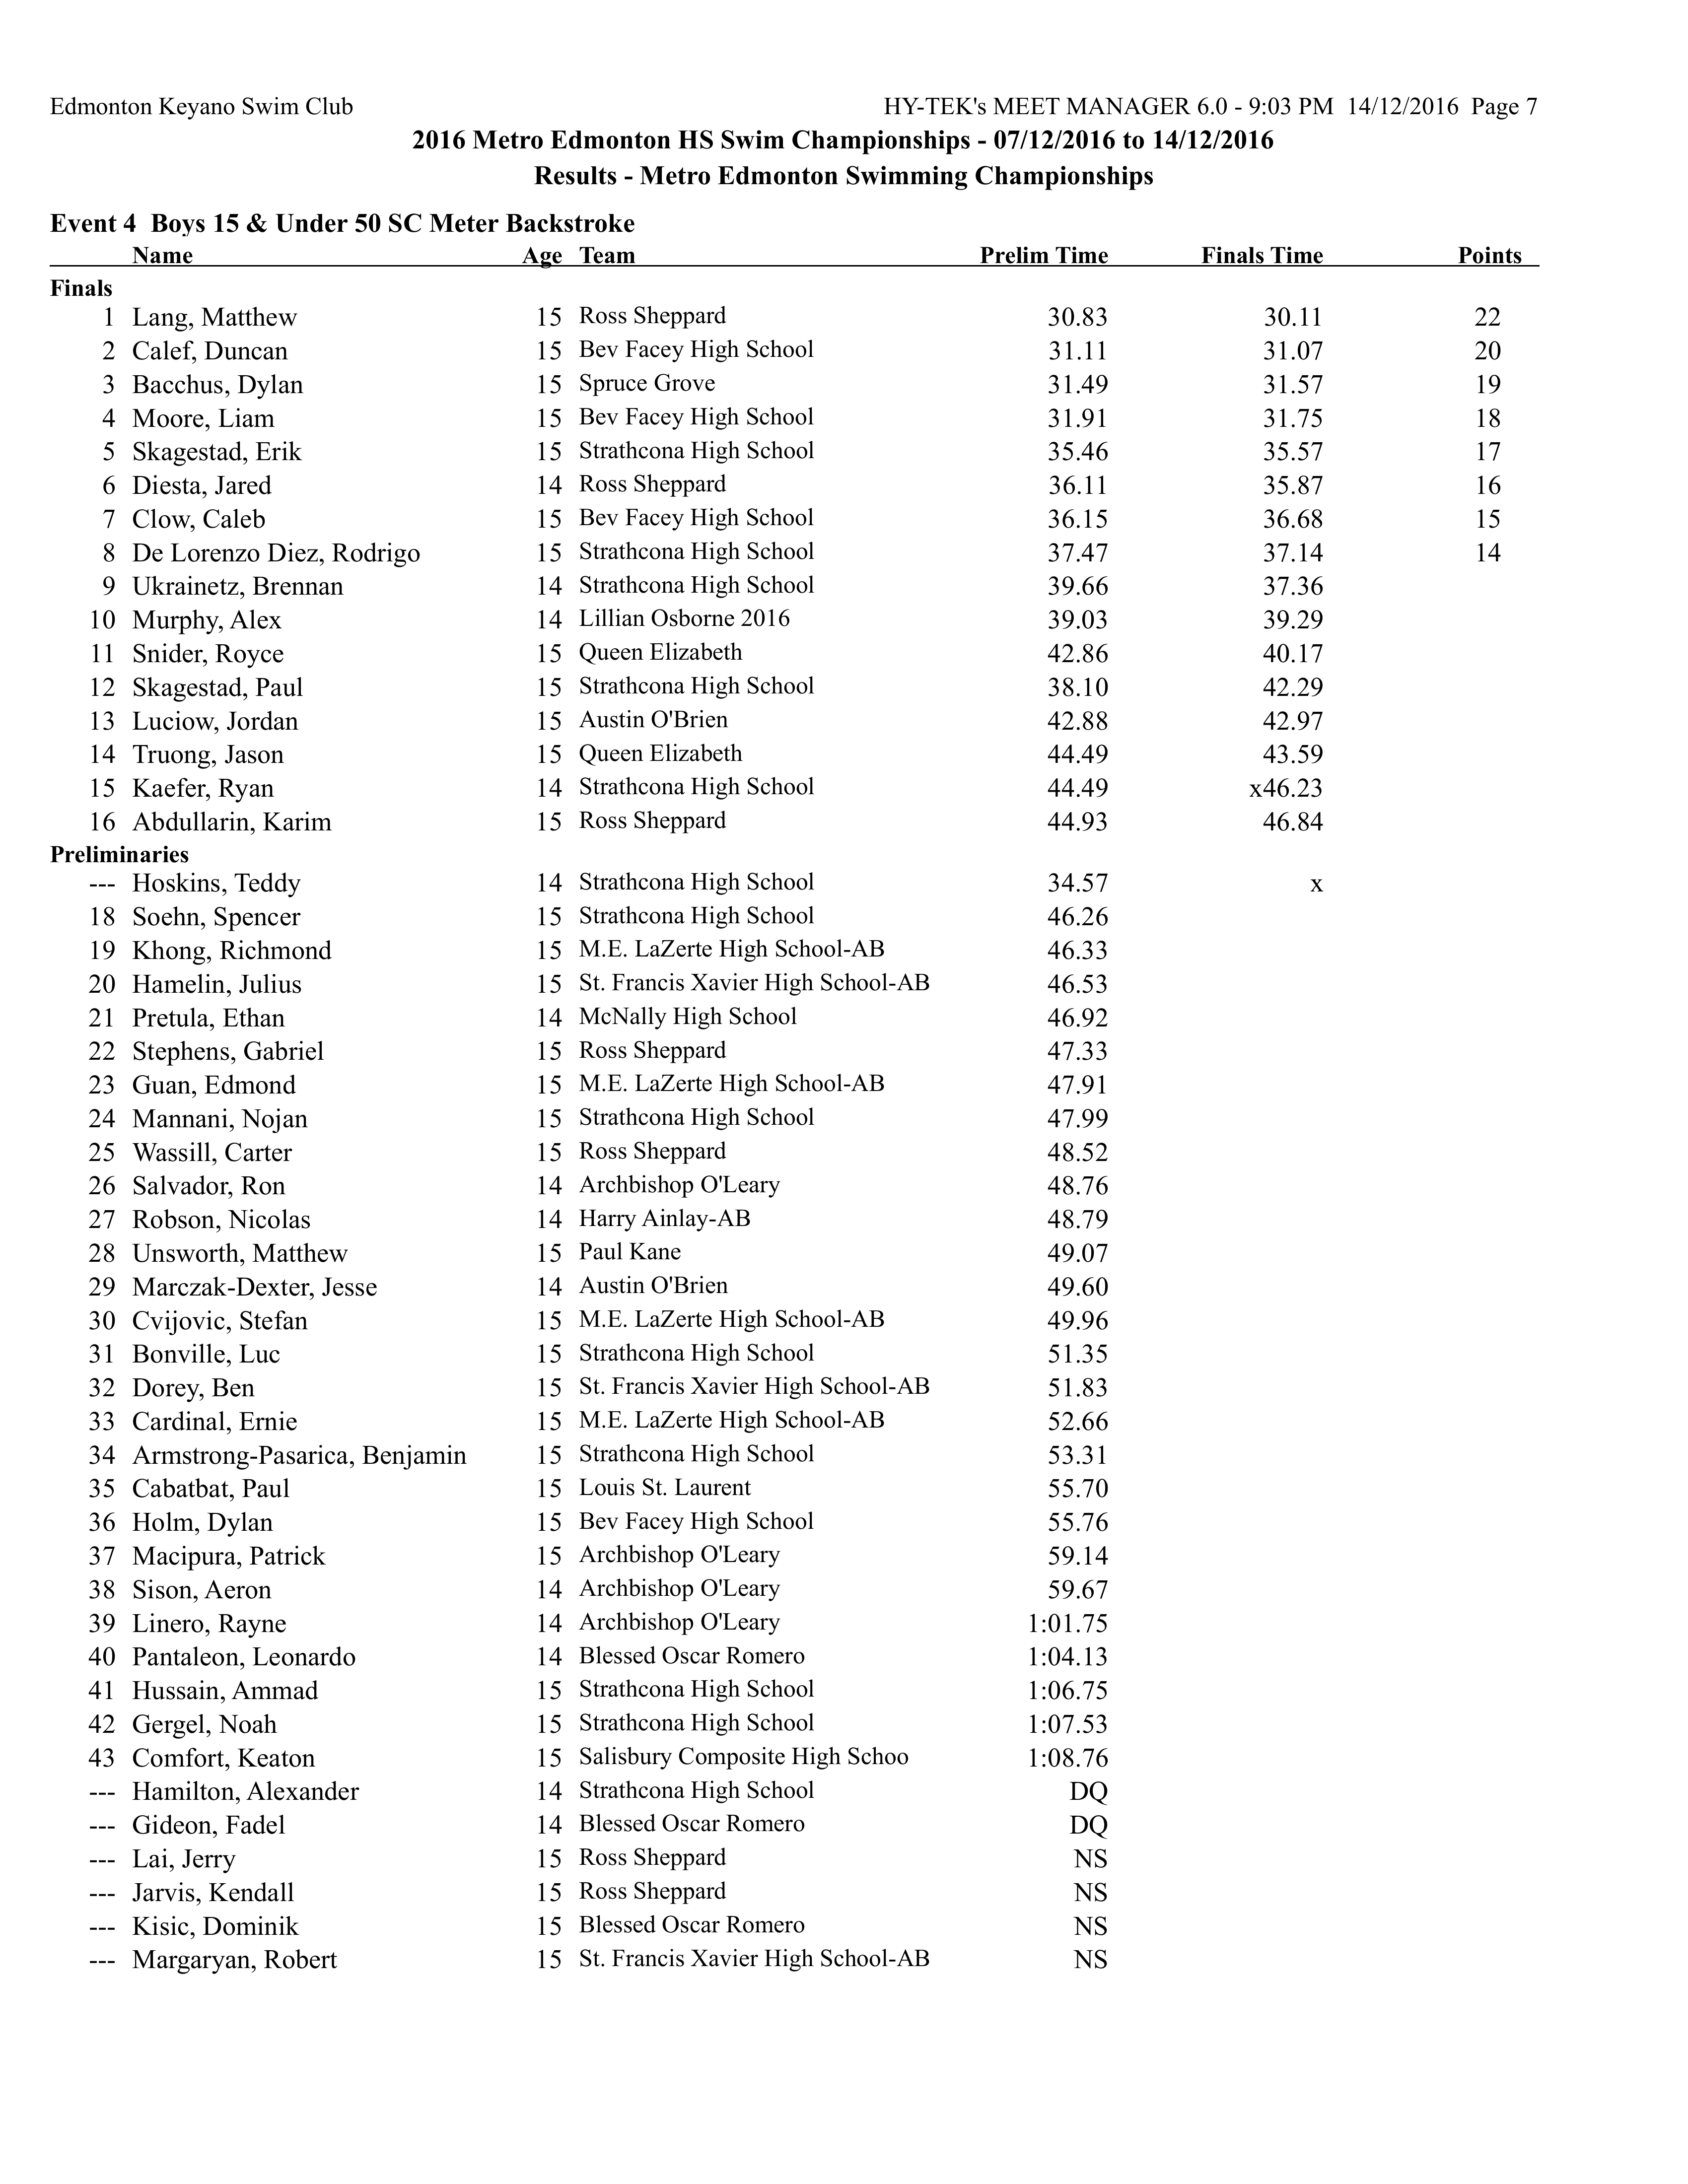 Edmonton Keyano Swim Club HY-TEK's MEET MANAGER 6.0 - 9:03 PM 14/12/2016 Page 7
2016 Metro Edmonton HS Swim Championships - 07/12/2016 to 14/12/2016
Results - Metro Edmonton Swimming Championships
Event 4 Boys 15 & Under 50 SC Meter Backstroke
Name Age Team Prelim Time Finals Time Points
Finals
1 Lang, Matthew 15 Ross Sheppard 30.83 30.11 22
2 Calef, Duncan 15 Bev Facey High School 31.11 31.07 20
3 Bacchus, Dylan 15 Spruce Grove 31.49 31.57 19
4 Moore, Liam 15 Bev Facey High School 31.91 31.75 18
5 Skagestad, Erik 15 Strathcona High School 35.46 35.57 17
6 Diesta, Jared 14 Ross Sheppard 36.11 35.87 16
7 Clow, Caleb 15 Bev Facey High School 36.15 36.68 15
8 De Lorenzo Diez, Rodrigo 15 Strathcona High School 37.47 37.14 14
9 Ukrainetz, Brennan 14 Strathcona High School 39.66 37.36
10 Murphy, Alex 14 Lillian Osborne 2016 39.03 39.29
11 Snider, Royce 15 Queen Elizabeth 42.86 40.17
12 Skagestad, Paul 15 Strathcona High School 38.10 42.29
13 Luciow, Jordan 15 Austin O'Brien 42.88 42.97
14 Truong, Jason 15 Queen Elizabeth 44.49 43.59
15 Kaefer, Ryan 14 Strathcona High School 44.49 x46.23
16 Abdullarin, Karim 15 Ross Sheppard 44.93 46.84
Preliminaries
--- Hoskins, Teddy 14 Strathcona High School 34.57 x
18 Soehn, Spencer 15 Strathcona High School 46.26
19 Khong, Richmond 15 M.E. LaZerte High School-AB 46.33
20 Hamelin, Julius 15 St. Francis Xavier High School-AB 46.53
21 Pretula, Ethan 14 McNally High School 46.92
22 Stephens, Gabriel 15 Ross Sheppard 47.33
23 Guan, Edmond 15 M.E. LaZerte High School-AB 47.91
24 Mannani, Nojan 15 Strathcona High School 47.99
25 Wassill, Carter 15 Ross Sheppard 48.52
26 Salvador, Ron 14 Archbishop O'Leary 48.76
27 Robson, Nicolas 14 Harry Ainlay-AB 48.79
28 Unsworth, Matthew 15 Paul Kane 49.07
29 Marczak-Dexter, Jesse 14 Austin O'Brien 49.60
30 Cvijovic, Stefan 15 M.E. LaZerte High School-AB 49.96
31 Bonville, Luc 15 Strathcona High School 51.35
32 Dorey, Ben 15 St. Francis Xavier High School-AB 51.83
33 Cardinal, Ernie 15 M.E. LaZerte High School-AB 52.66
34 Armstrong-Pasarica, Benjamin 15 Strathcona High School 53.31
35 Cabatbat, Paul 15 Louis St. Laurent 55.70
36 Holm, Dylan 15 Bev Facey High School 55.76
37 Macipura, Patrick 15 Archbishop O'Leary 59.14
38 Sison, Aeron 14 Archbishop O'Leary 59.67
39 Linero, Rayne 14 Archbishop O'Leary 1:01.75
40 Pantaleon, Leonardo 14 Blessed Oscar Romero 1:04.13
41 Hussain, Ammad 15 Strathcona High School 1:06.75
42 Gergel, Noah 15 Strathcona High School 1:07.53
43 Comfort, Keaton 15 Salisbury Composite High Schoo 1:08.76
--- Hamilton, Alexander 14 Strathcona High School DQ
--- Gideon, Fadel 14 Blessed Oscar Romero DQ
--- Lai, Jerry 15 Ross Sheppard NS
--- Jarvis, Kendall 15 Ross Sheppard NS
--- Kisic, Dominik 15 Blessed Oscar Romero NS
--- Margaryan, Robert 15 St. Francis Xavier High School-AB NS